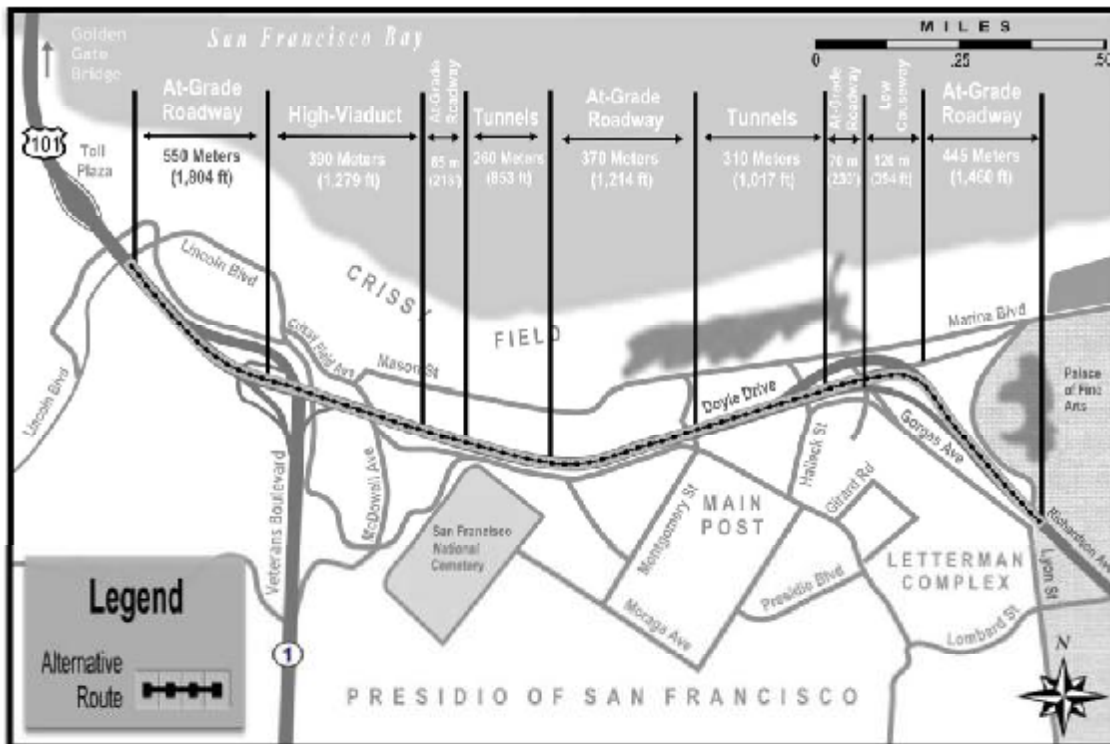 Golden
Gate
Bridge
San Francisco Bay
MILES
0 .25 .50
At-Grade
Roadway
High-Viaduct
At-Grade
Roadway
Tunnels
At-Grade
Roadway
Tunnels
At-Grade
Roadway
Low
Causeway
At-Grade
Roadway
101
Toll
Plaza
550 Meters
(1,804 ft)
390 Meters
(1,279 ft)
65 m
260 Meters
(853 ft)
370 Meters
(1,214 ft)
310 Meters
(1,017 ft)
70 m
(230')
120 m
(394 ft)
445 Meters
(1,460 ft)
Lincoln Blvd
CRISSY
FIELD
Mason St
Marina Blvd
Lincoln Blvd
Doyle Drive
Palace
of Fine
Arts
Gorgas Ave
Halleck St
Girard Rd
McDowell Ave
Veterans Boulevard
San Francisco
National
Cemetery
Montgomery St
MAIN
POST
Richardson Ave
Lyon St
LETTERMAN
COMPLEX
Presidio Blvd
Moraga Ave
Lombard St
Legend
Alternative
Route
1
N
PRESIDIO OF SAN FRANCISCO